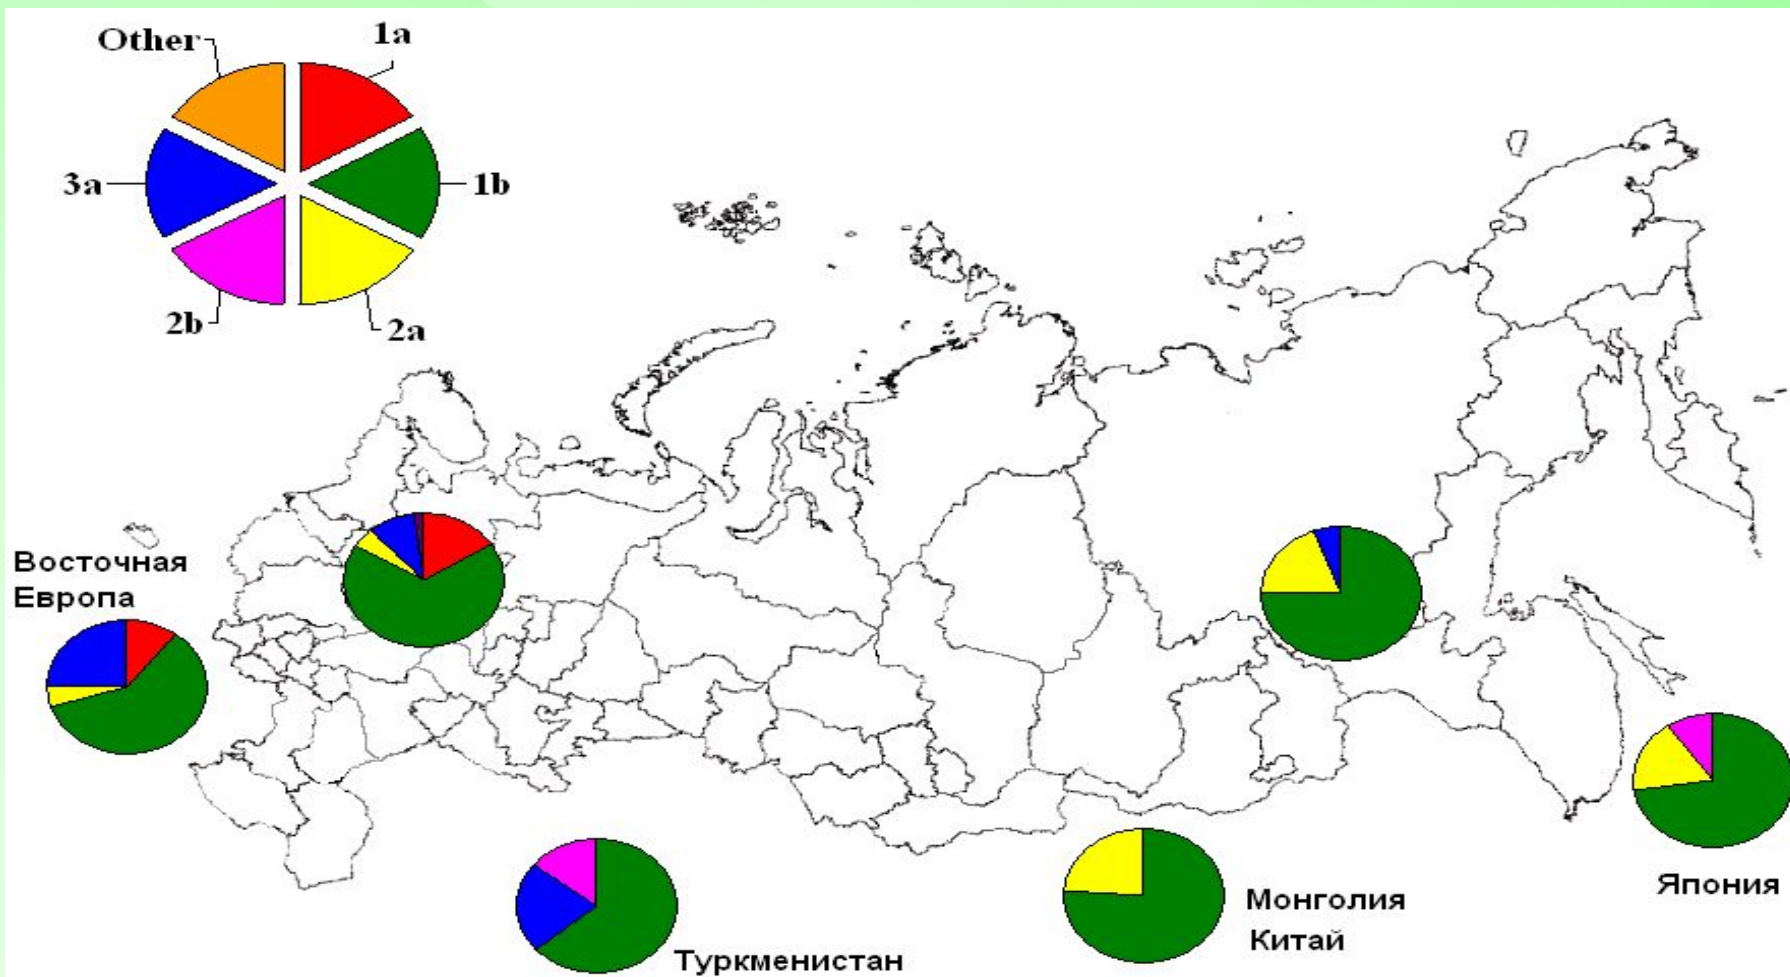 Other
1a
3a
1b
2b
2a
Восточная
Европа
Япония
Монголия
Китай
Туркменистан